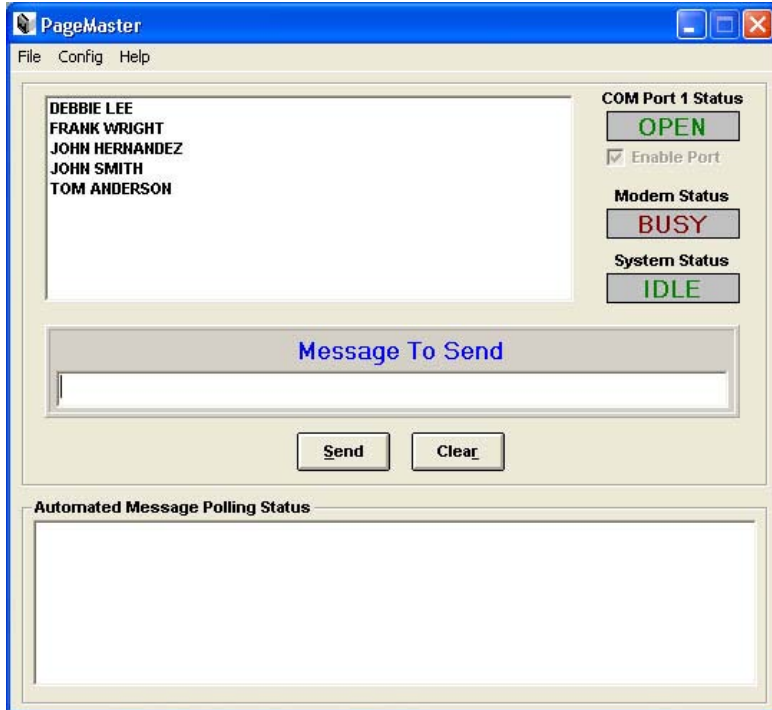 PageMaster
File Config Help
DEBBIE LEE
FRANK WRIGHT
JOHN HERNANDEZ
JOHN SMITH
TOM ANDERSON
COM Port 1 Status
OPEN
Enable Port
Modem Status
BUSY
System Status
IDLE
Message To Send
Send Clear
Automated Message Polling Status